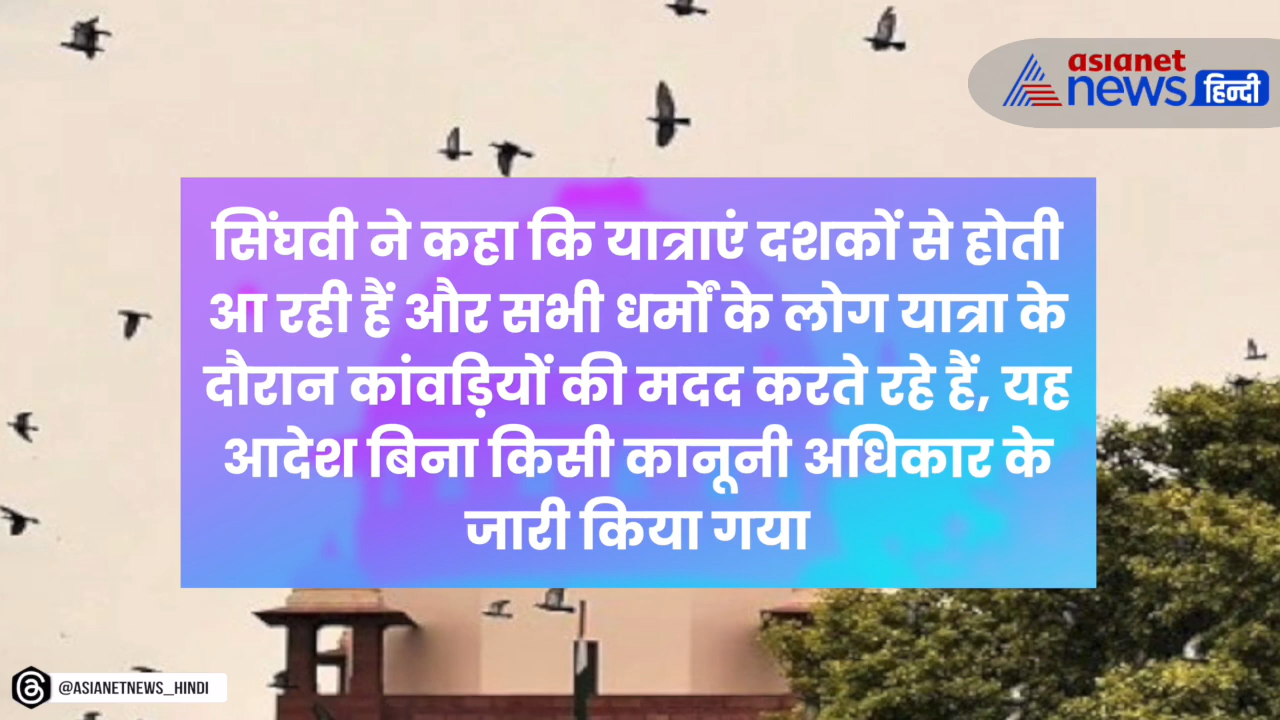 asianet
news हिन्दी
सिंघवी ने कहा कि यात्राएं दशकों से होती
आ रही हैं और सभी धर्मों के लोग यात्रा के
दौरान कांवड़ियों की मदद करते रहे हैं, यह
आदेश बिना किसी कानूनी अधिकार के
जारी किया गया
@ASIANETNEWS_HINDI